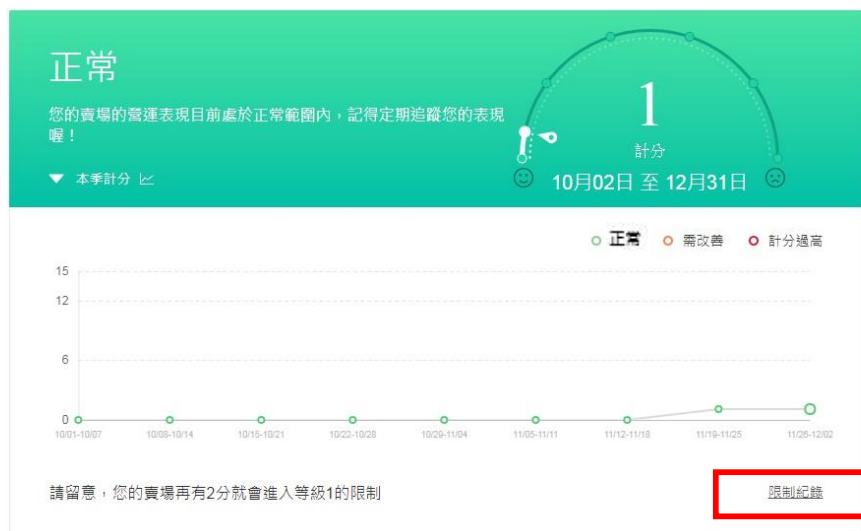 正常
您的賣場的營運表現目前處於正常範圍內，記得定期追蹤您的表現
喔！
本季計分
1
計分
10月02日 至 12月31日
正常 需改善 計分過高
15
12
6
0
10/01-10/07 10/08-10/14 10/15-10/21 10/22-10/28 10/29-11/04 11/05-11/11 11/12-11/18 11/19-11/25 11/26-12/02
請留意，您的賣場再有2分就會進入等級1的限制 限制紀錄